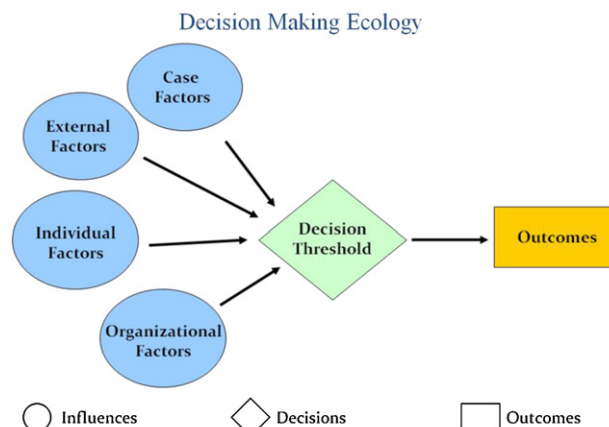 Decision Making Ecology
Case
Factors
External
Factors
Individual
Factors
Organizational
Factors
Decision
Threshold
Outcomes
Influences
Decisions
Outcomes